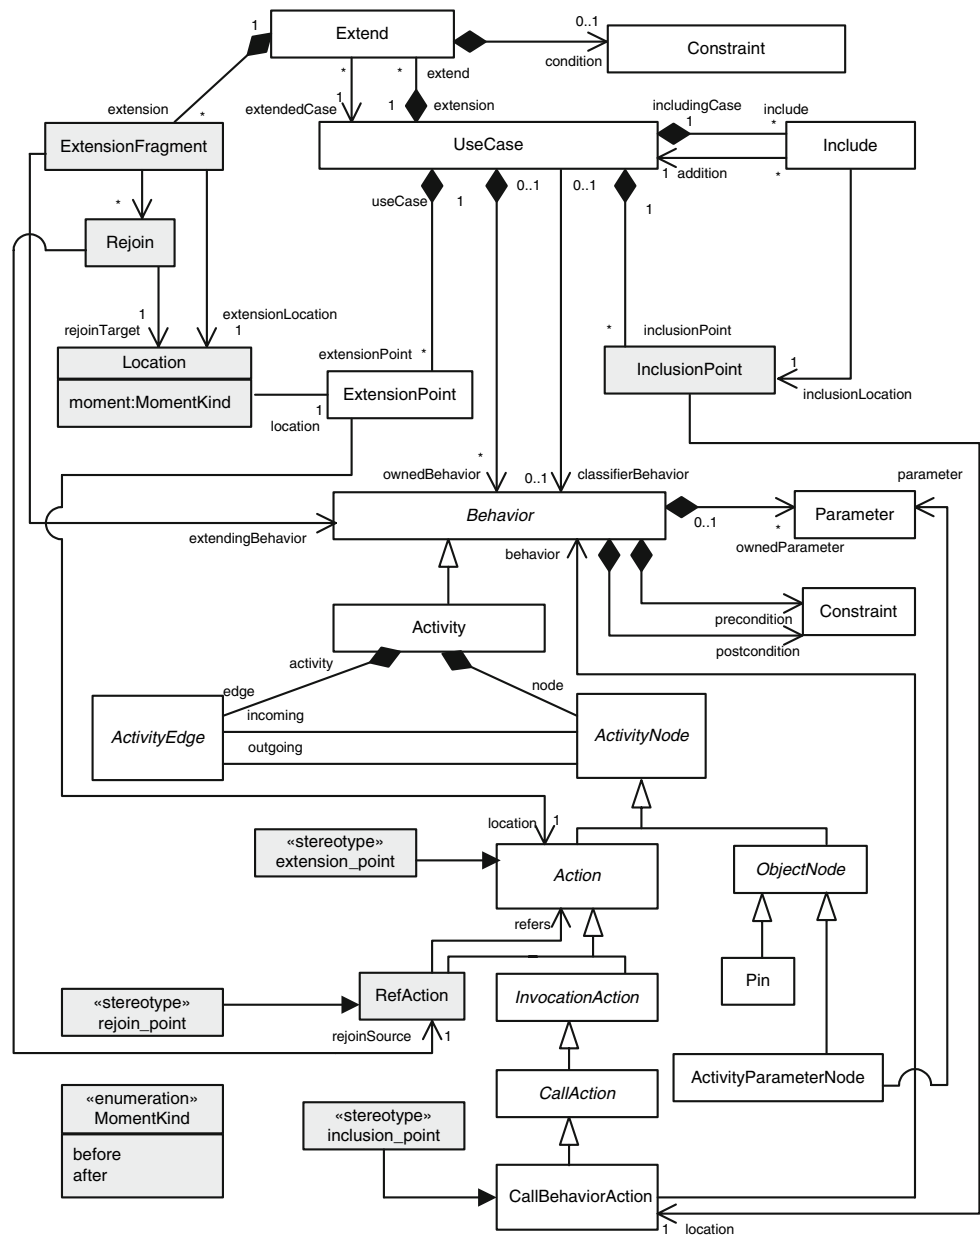 1
Extend
0..1
Constraint
condition
*
*
extend
extension
1
1
extension
extendedCase
*
includingCase
include
1
*
ExtensionFragment
UseCase
Include
1
addition
*
useCase
1
0..1
0..1
1
*
Rejoin
1
extensionLocation
rejoinTarget
1
*
inclusionPoint
extensionPoint
*
1
Location
InclusionPoint
moment:MomentKind
ExtensionPoint
inclusionLocation
1
location
*
ownedBehavior
0..1
classifierBehavior
parameter
Behavior
0..1
Parameter
extendingBehavior
*
behavior
ownedParameter
Activity
Constraint
precondition
postcondition
activity
edge
node
incoming
ActivityEdge
ActivityNode
outgoing
location
1
«stereotype»
extension_point
Action
ObjectNode
refers
Pin
RefAction
InvocationAction
«stereotype»
rejoin_point
rejoinSource
1
ActivityParameterNode
CallAction
«enumeration»
MomentKind
before
after
«stereotype»
inclusion_point
CallBehaviorAction
1
location